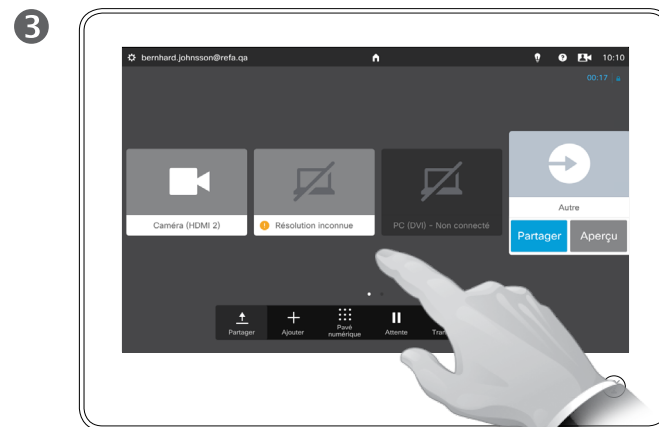 3
bernhard.johnsson@refa.qa
10:10
00:17
Caméra (HDMI 2)
Résolution inconnue
PC (DVI) - Non connecté
Autre
Partager
Aperçu
Partager
Ajouter
Pavé
numérique
Attente